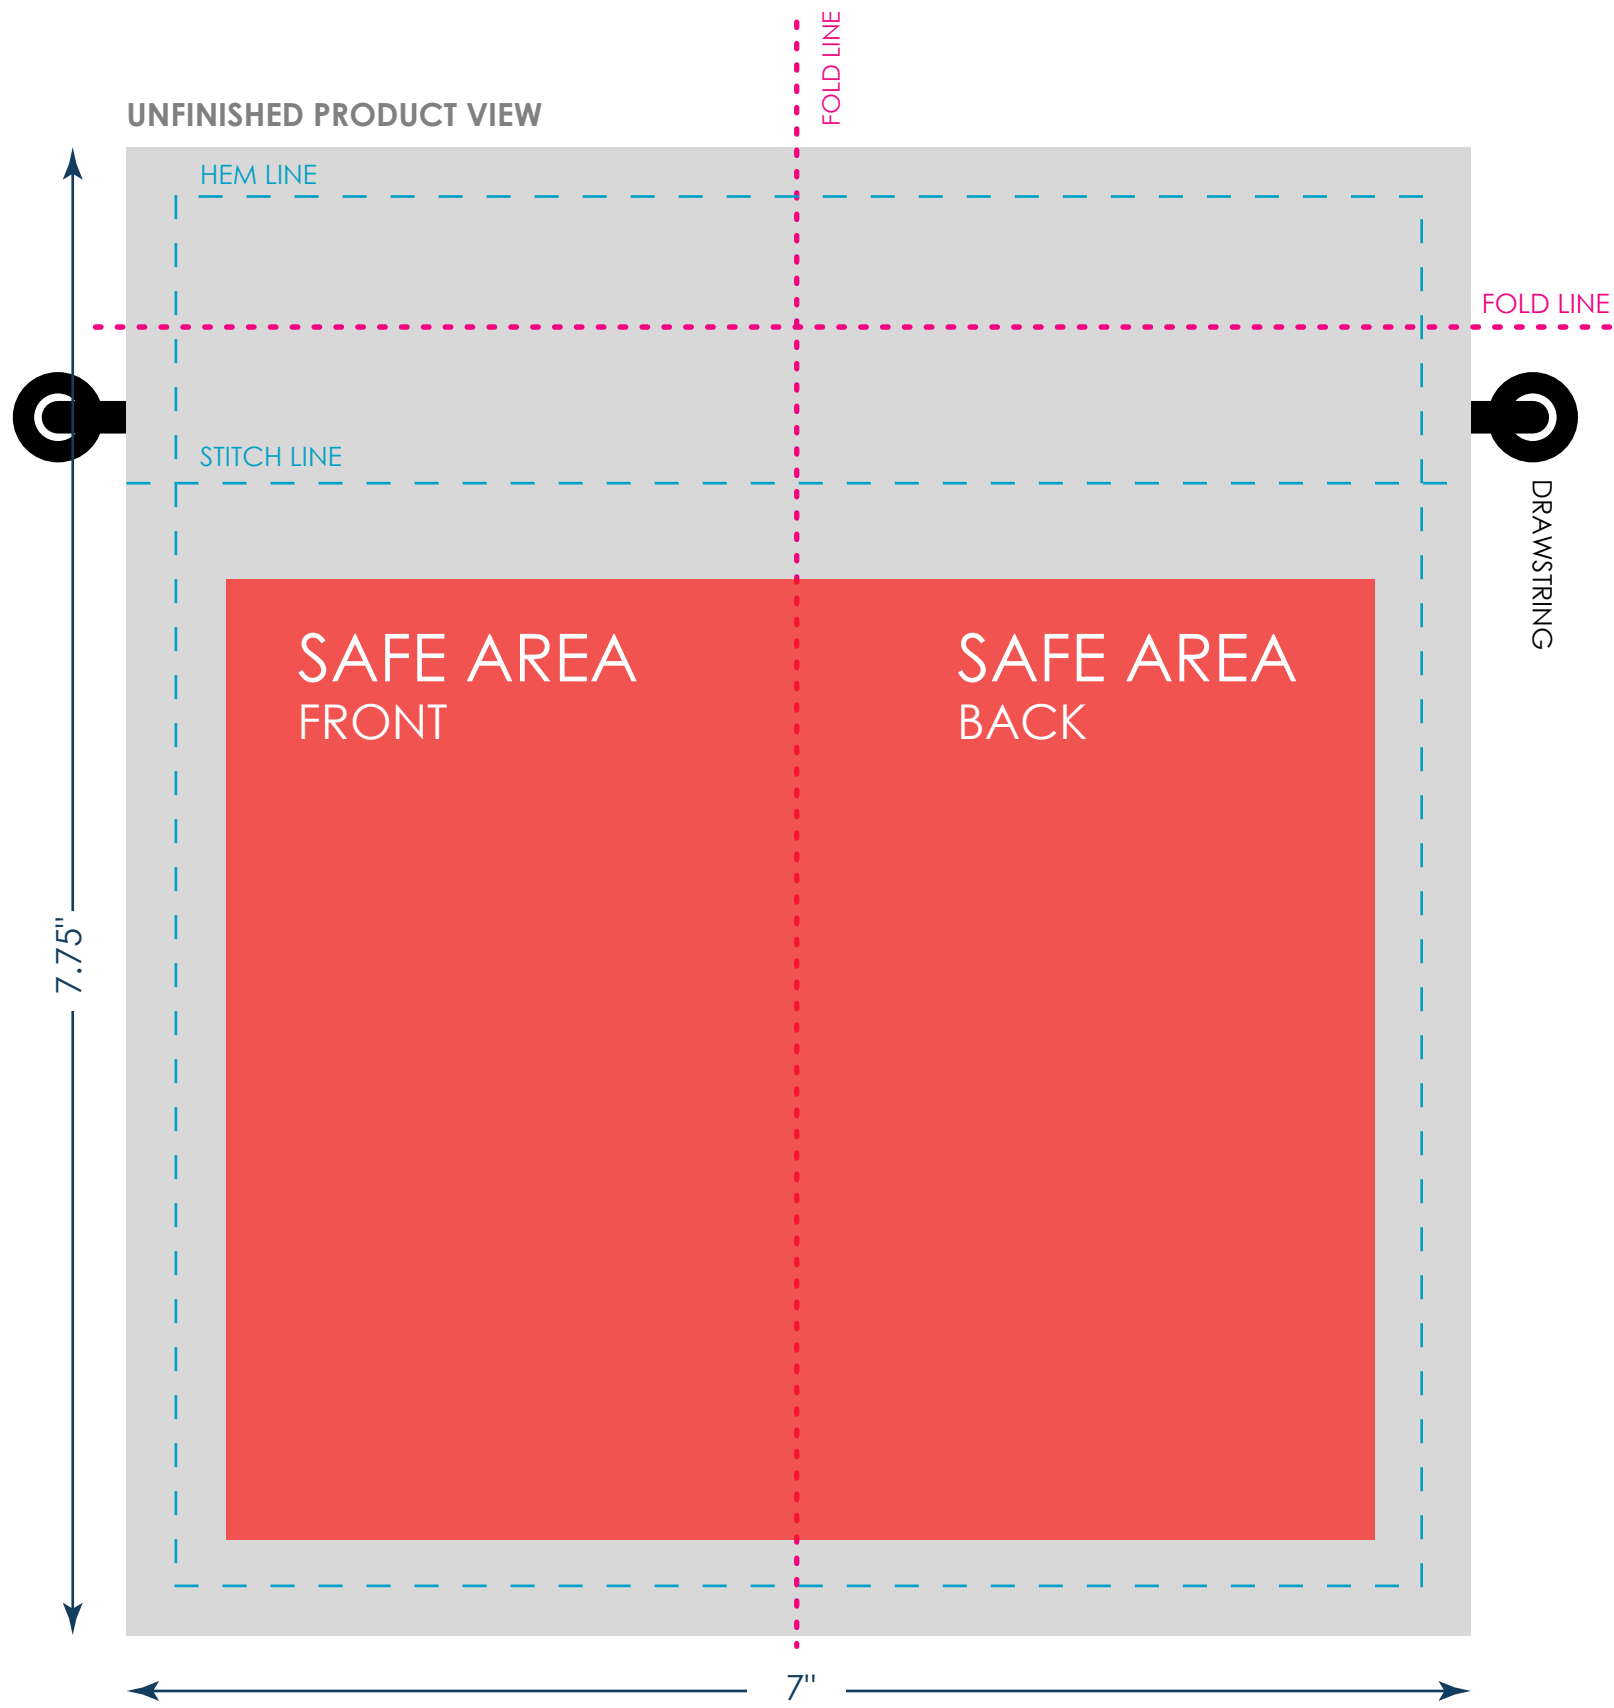 FOLD LINE
UNFINISHED PRODUCT VIEW
HEM LINE
FOLD LINE
STITCH LINE
DRAWSTRING
SAFE AREA
FRONT
SAFE AREA
BACK
7.75"
7"